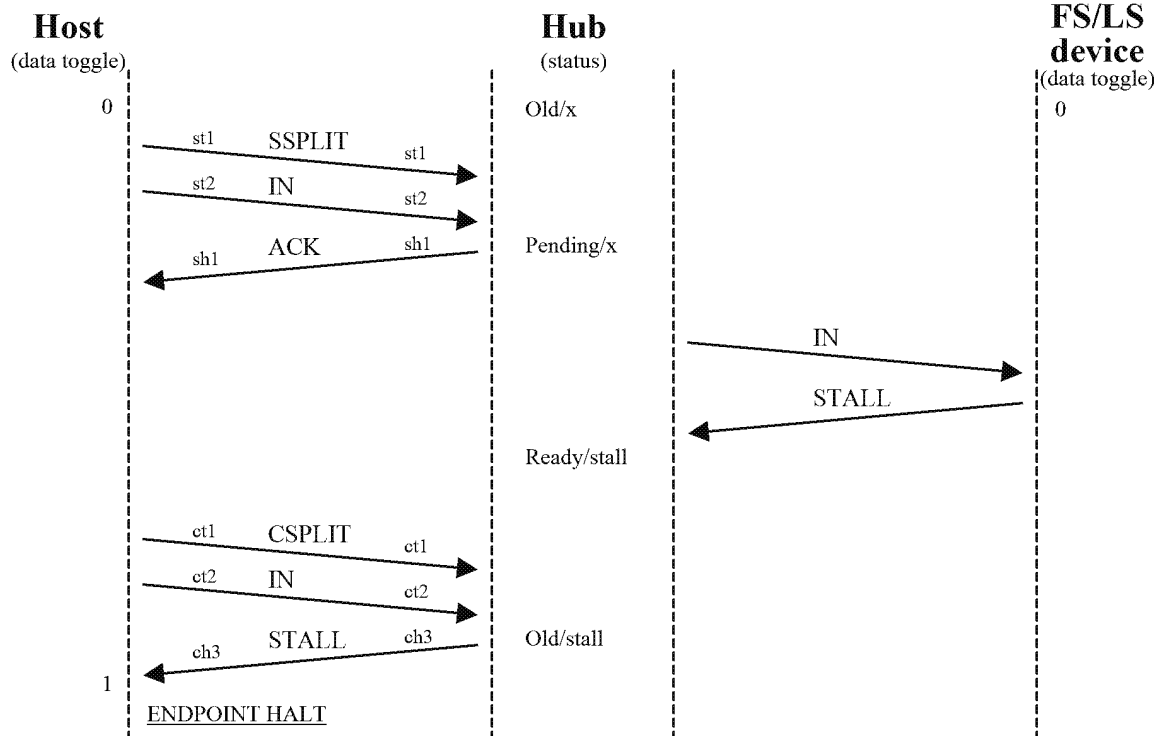 Host
(data toggle)
Hub
(status)
FS/LS
device
(data toggle)
0
Old/x
0
st1 SSPLIT st1
st2 IN st2
sh1 ACK sh1
Pending/x
IN
STALL
Ready/stall
ct1 CSPLIT ct1
ct2 IN ct2
ch3 STALL ch3
Old/stall
1
ENDPOINT HALT